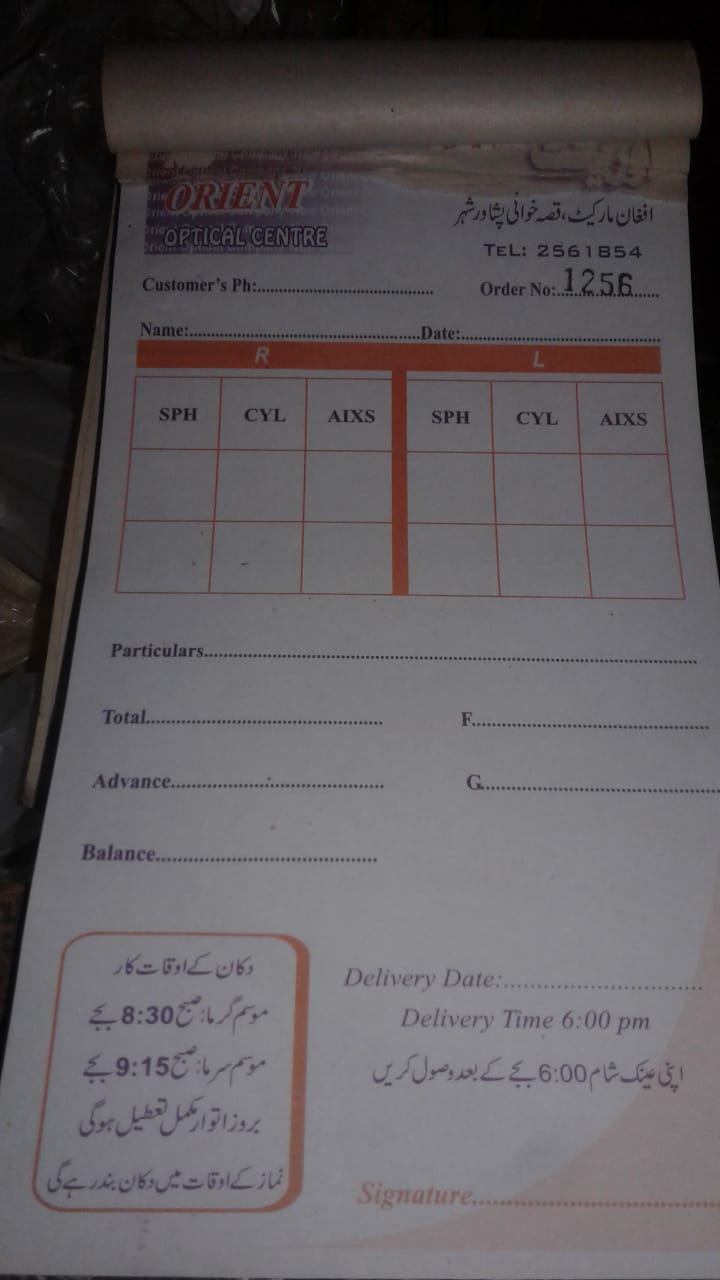 ORIENT
OPTICAL CENTRE
افغان مارکیٹ، قصہ خوانی پشاور شہر
TEL: 2561854
Customer's Ph:
Order No: 1256
Name: Date:
R L
SPH CYL AIXS SPH CYL AIXS
Particulars
Total F
Advance G
Balance
دکان کے اوقات کار
موسم گرما: صبح 8:30 بجے
موسم سرما: صبح 9:15 بجے
بروز اتوار مکمل تعطیل ہوگی
نماز کے اوقات میں دکان بند رہے گی
Delivery Date:
Delivery Time 6:00 pm
اپنی عینک شام 6:00 بجے کے بعد وصول کریں
Signature